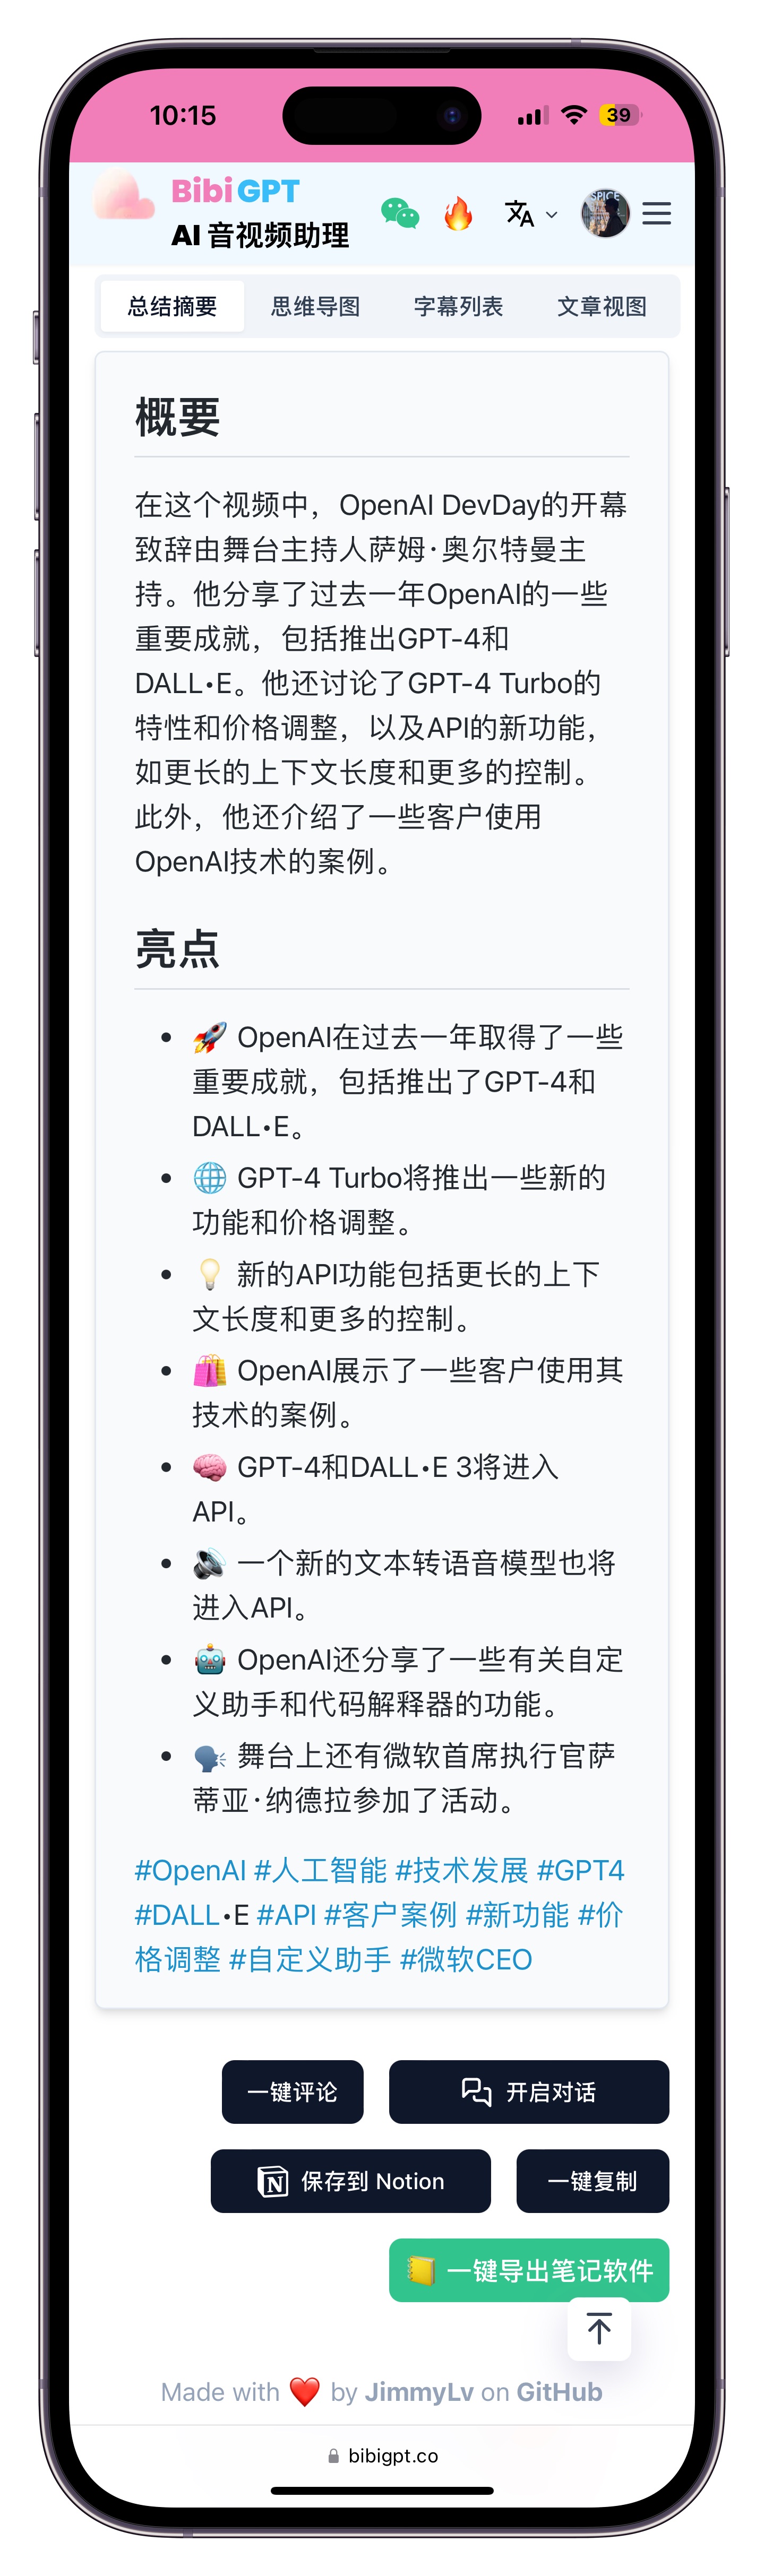 10:15
39
BibiGPT
AI 音视频助理
总结摘要 思维导图 字幕列表 文章视图
概要
在这个视频中，OpenAI DevDay的开幕
致辞由舞台主持人萨姆·奥尔特曼主
持。他分享了过去一年OpenAI的一些
重要成就，包括推出GPT-4和
DALL•E。他还讨论了GPT-4 Turbo的
特性和价格调整，以及API的新功能，
如更长的上下文长度和更多的控制。
此外，他还介绍了一些客户使用
OpenAI技术的案例。
亮点
• 🚀 OpenAI在过去一年取得了一些
重要成就，包括推出了GPT-4和
DALL•E。
• 🌐 GPT-4 Turbo将推出一些新的
功能和价格调整。
• 💡 新的API功能包括更长的上下
文长度和更多的控制。
• 🛍️ OpenAI展示了一些客户使用其
技术的案例。
• 🧠 GPT-4和DALL•E 3将进入
API。
• 🔊 一个新的文本转语音模型也将
进入API。
• 🤖 OpenAI还分享了一些有关自定
义助手和代码解释器的功能。
• 🗣️ 舞台上还有微软首席执行官萨
蒂亚·纳德拉参加了活动。
#OpenAI #人工智能 #技术发展 #GPT4
#DALL•E #API #客户案例 #新功能 #价
格调整 #自定义助手 #微软CEO
一键评论 开启对话
保存到 Notion 一键复制
📒 一键导出笔记软件
Made with ❤️ by JimmyLv on GitHub
bibigpt.co